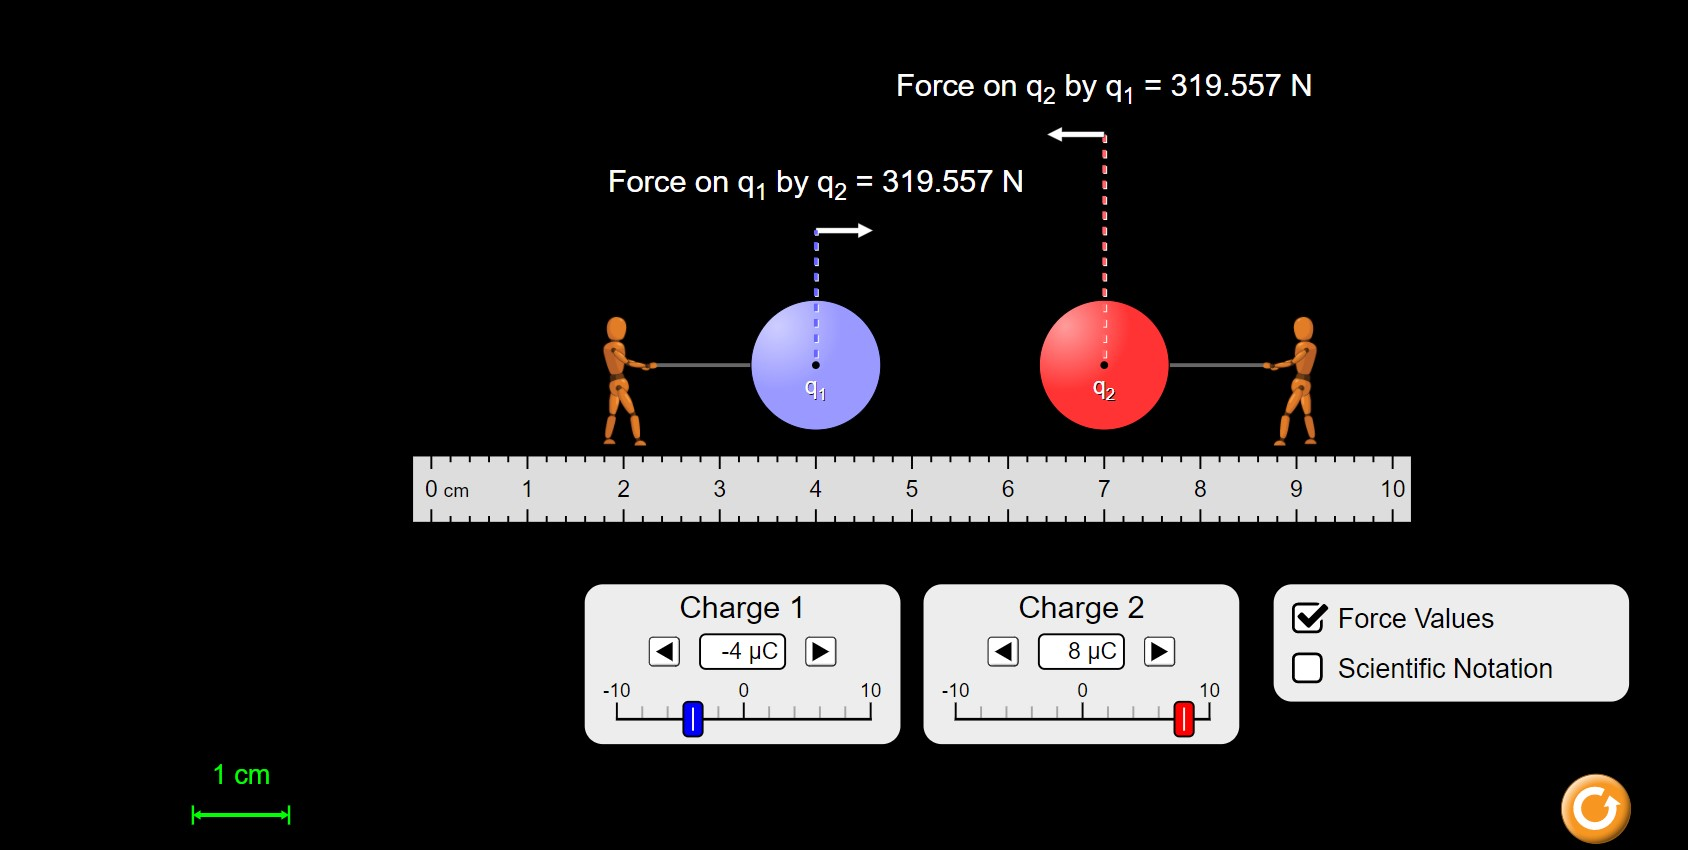 Force on q₂ by q₁ = 319.557 N
Force on q₁ by q₂ = 319.557 N
q₁
q₂
0 cm 1 2 3 4 5 6 7 8 9 10
Charge 1
-4 μC
-10 0 10
Charge 2
8 μC
-10 0 10
Force Values
Scientific Notation
1 cm